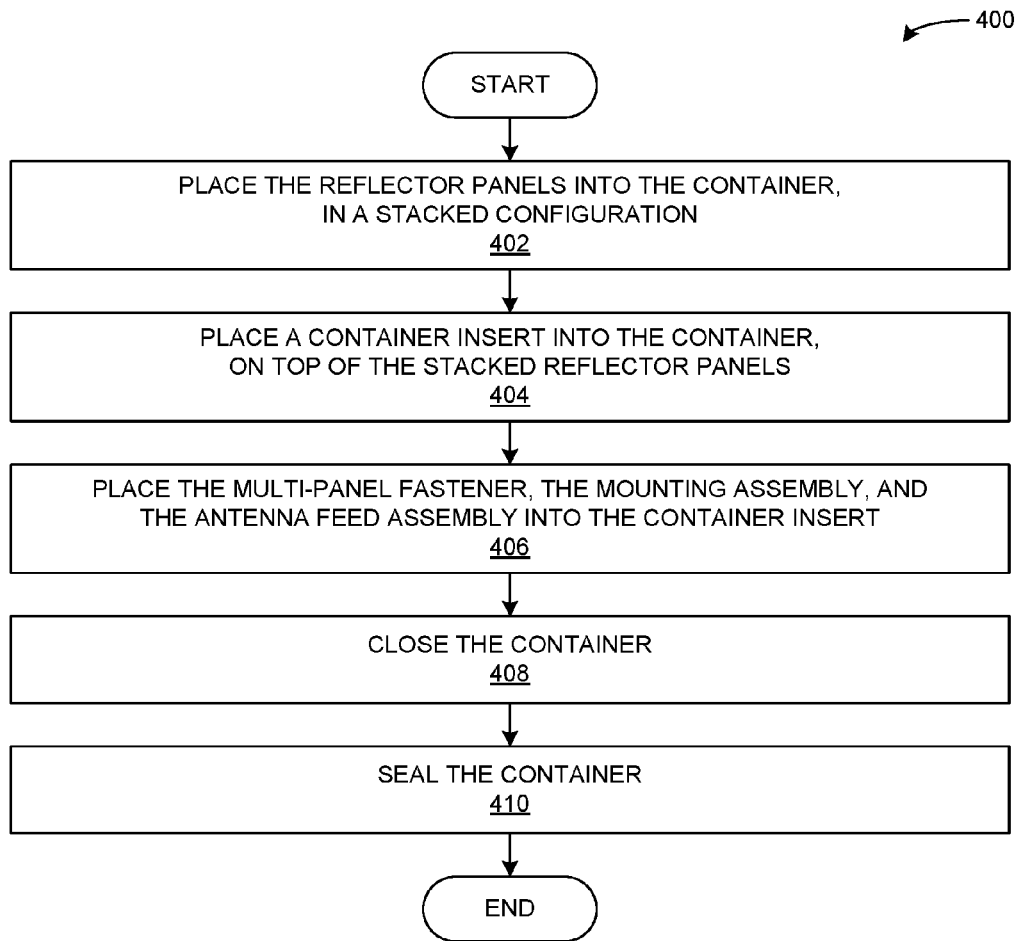 400
START
PLACE THE REFLECTOR PANELS INTO THE CONTAINER,
IN A STACKED CONFIGURATION
402
PLACE A CONTAINER INSERT INTO THE CONTAINER,
ON TOP OF THE STACKED REFLECTOR PANELS
404
PLACE THE MULTI-PANEL FASTENER, THE MOUNTING ASSEMBLY, AND
THE ANTENNA FEED ASSEMBLY INTO THE CONTAINER INSERT
406
CLOSE THE CONTAINER
408
SEAL THE CONTAINER
410
END